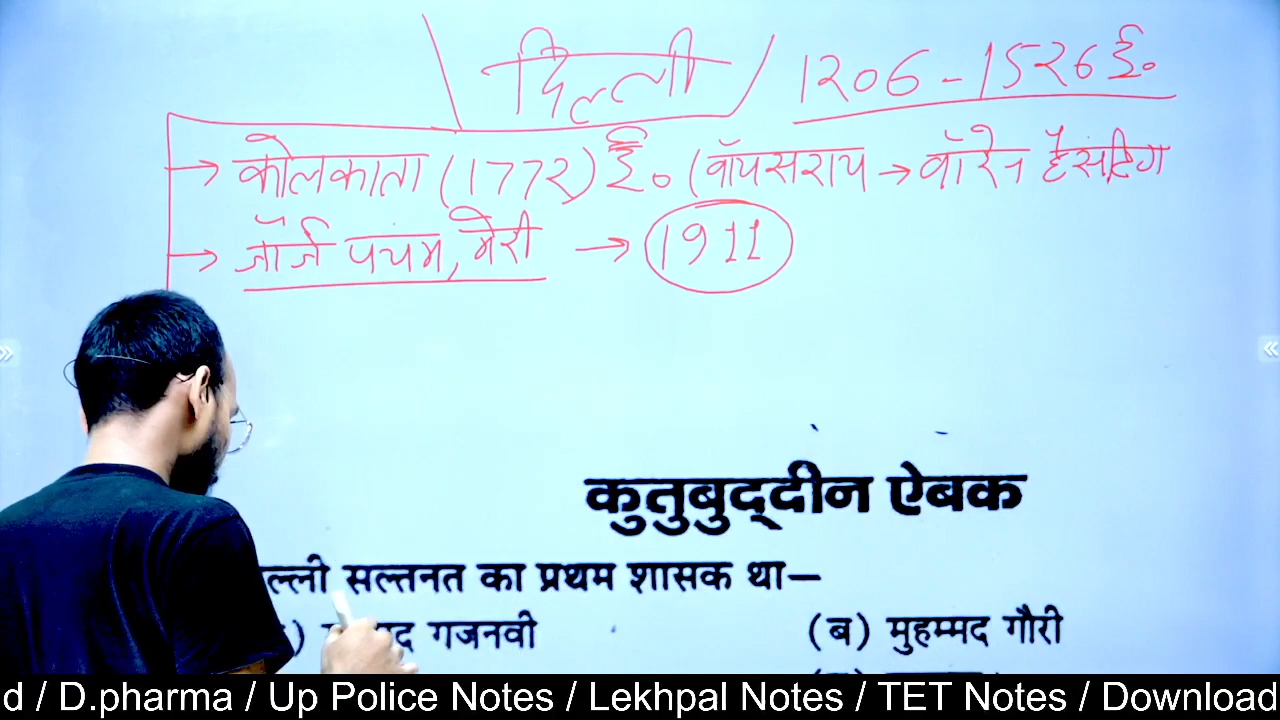 दिल्ली 1206 - 1526 ई०
→ कोलकाता (1772) ई० (वॉयसराय → वॉरेन हैसटिंग
→ जॉर्ज पंचम, मेरी → 1911
कुतुबुद्दीन ऐबक
ल्ली सल्तनत का प्रथम शासक था—
गजनवी (ब) मुहम्मद गौरी
d / D.pharma / Up Police Notes / Lekhpal Notes / TET Notes / Download